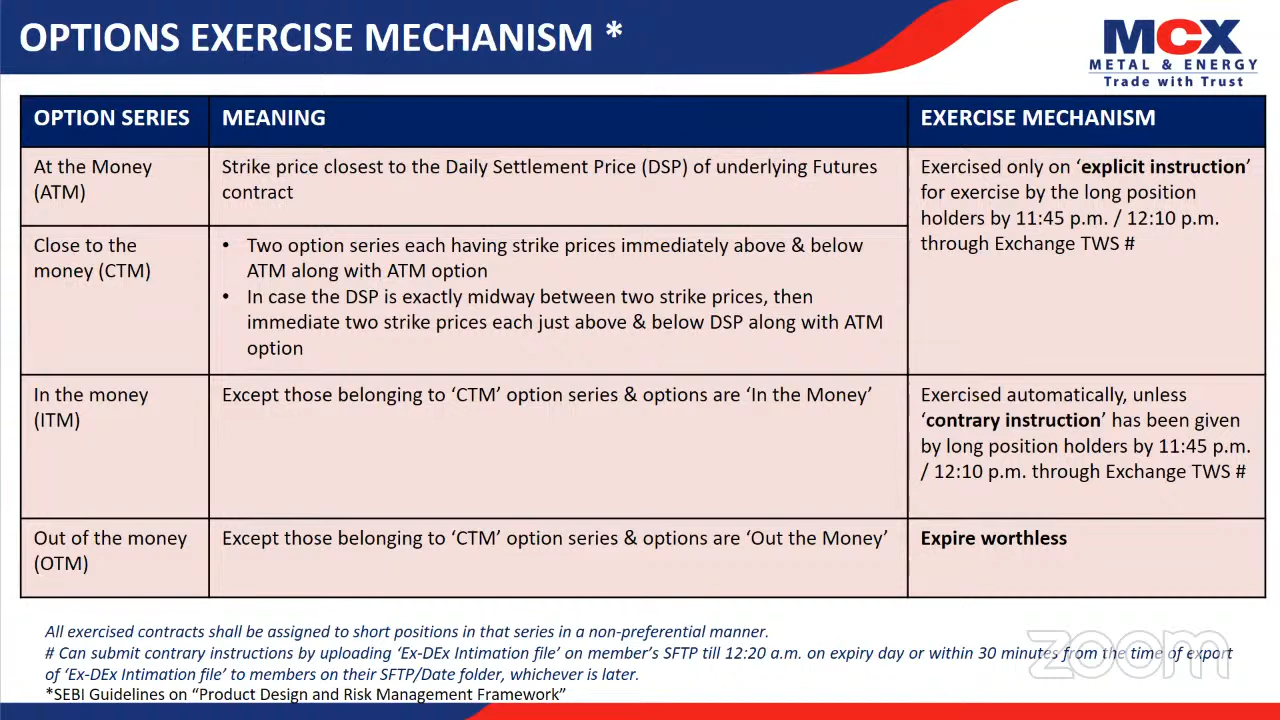 OPTIONS EXERCISE MECHANISM *
MCX
METAL & ENERGY
Trade with Trust
OPTION SERIES
MEANING
EXERCISE MECHANISM
At the Money
(ATM)
Strike price closest to the Daily Settlement Price (DSP) of underlying Futures
contract
Exercised only on ‘explicit instruction’
for exercise by the long position
holders by 11:45 p.m. / 12:10 p.m.
through Exchange TWS #
Close to the
money (CTM)
• Two option series each having strike prices immediately above & below
ATM along with ATM option
• In case the DSP is exactly midway between two strike prices, then
immediate two strike prices each just above & below DSP along with ATM
option
In the money
(ITM)
Except those belonging to ‘CTM’ option series & options are ‘In the Money’
Exercised automatically, unless
‘contrary instruction’ has been given
by long position holders by 11:45 p.m.
/ 12:10 p.m. through Exchange TWS #
Out of the money
(OTM)
Except those belonging to ‘CTM’ option series & options are ‘Out the Money’
Expire worthless
All exercised contracts shall be assigned to short positions in that series in a non-preferential manner.
# Can submit contrary instructions by uploading ‘Ex-DEx Intimation file’ on member’s SFTP till 12:20 a.m. on expiry day or within 30 minutes from the time of export
of ‘Ex-DEx Intimation file’ to members on their SFTP/Date folder, whichever is later.
*SEBI Guidelines on “Product Design and Risk Management Framework”
zoom